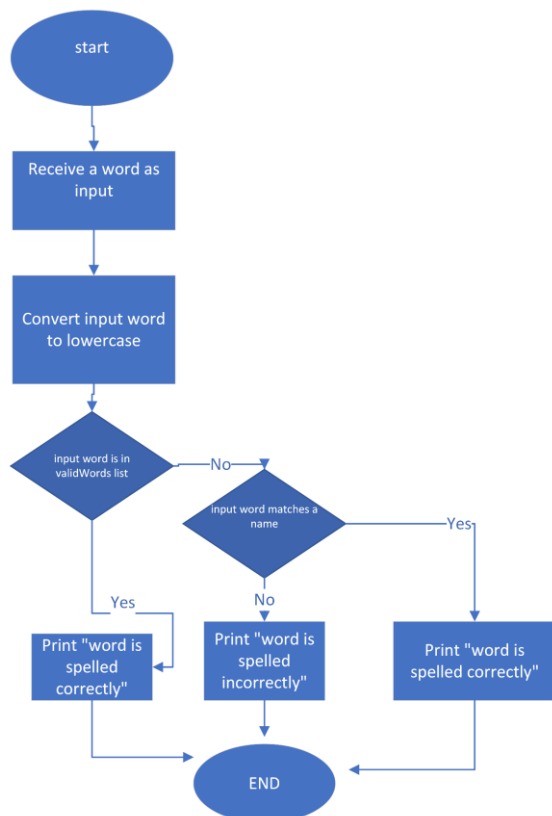 start
Receive a word as
input
Convert input word
to lowercase
input word is in
validWords list
No
input word matches a
name
Yes
Yes
No
Print "word is
spelled
correctly"
Print "word is
spelled
incorrectly"
Print "word is
spelled correctly"
END